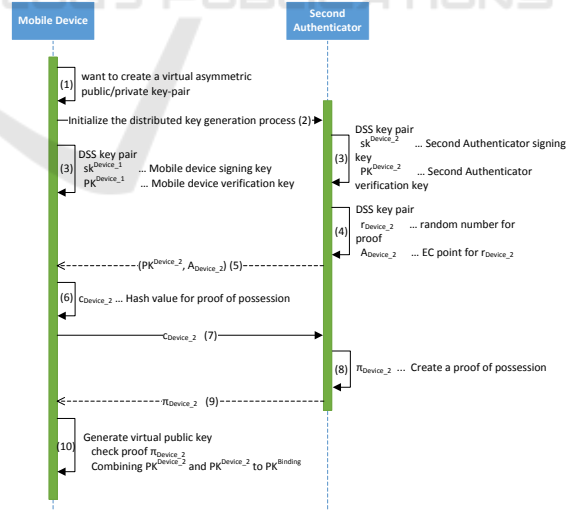 Mobile Device
Second
Authenticator
(1)
want to create a virtual asymmetric
public/private key-pair
Initialize the distributed key generation process (2)
DSS key pair
(3) sk^Device_1 … Mobile device signing key
PK^Device_1 … Mobile device verification key
DSS key pair
sk^Device_2 … Second Authenticator signing
(3) key
PK^Device_2 … Second Authenticator
verification key
DSS key pair
r_Device_2 … random number for
(4) proof
A_Device_2 … EC point for r_Device_2
(PK^Device_2, A_Device_2) (5)
(6) c_Device_2 … Hash value for proof of possession
c_Device_2 (7)
(8) π_Device_2 … Create a proof of possession
π_Device_2 (9)
Generate virtual public key
(10) check proof π_Device_2
Combining PK^Device_2 and PK^Device_2 to PK^Binding